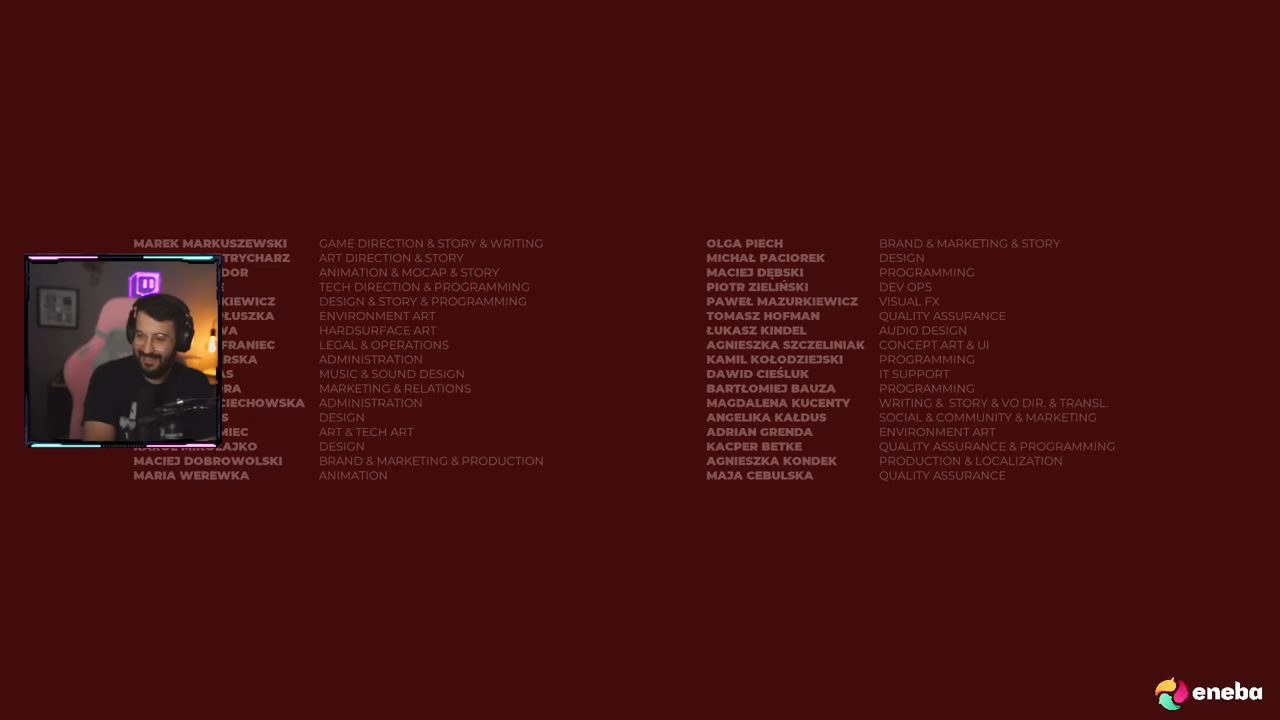 MAREK MARKUSZEWSKI GAME DIRECTION & STORY & WRITING
TRYCHARZ ART DIRECTION & STORY
DOR ANIMATION & MOCAP & STORY
TECH DIRECTION & PROGRAMMING
KIEWICZ DESIGN & STORY & PROGRAMMING
ŁUSZKA ENVIRONMENT ART
WA HARDSURFACE ART
FRANIEC LEGAL & OPERATIONS
RSKA ADMINISTRATION
AS MUSIC & SOUND DESIGN
RA MARKETING & RELATIONS
CIECHOWSKA ADMINISTRATION
S DESIGN
MIEC ART & TECH ART
DESIGN
MACIEJ DOBROWOLSKI BRAND & MARKETING & PRODUCTION
MARIA WEREWKA ANIMATION
OLGA PIECH BRAND & MARKETING & STORY
MICHAŁ PACIOREK DESIGN
MACIEJ DĘBSKI PROGRAMMING
PIOTR ZIELIŃSKI DEV OPS
PAWEŁ MAZURKIEWICZ VISUAL FX
TOMASZ HOFMAN QUALITY ASSURANCE
ŁUKASZ KINDEL AUDIO DESIGN
AGNIESZKA SZCZELINIAK CONCEPT ART & UI
KAMIL KOŁODZIEJSKI PROGRAMMING
DAWID CIEŚLUK IT SUPPORT
BARTŁOMIEJ BAUZA PROGRAMMING
MAGDALENA KUCENTY WRITING & STORY & VO DIR. & TRANSL.
ANGELIKA KAŁDUS SOCIAL & COMMUNITY & MARKETING
ADRIAN GRENDA ENVIRONMENT ART
KACPER BETKE QUALITY ASSURANCE & PROGRAMMING
AGNIESZKA KONDEK PRODUCTION & LOCALIZATION
MAJA CEBULSKA QUALITY ASSURANCE
eneba